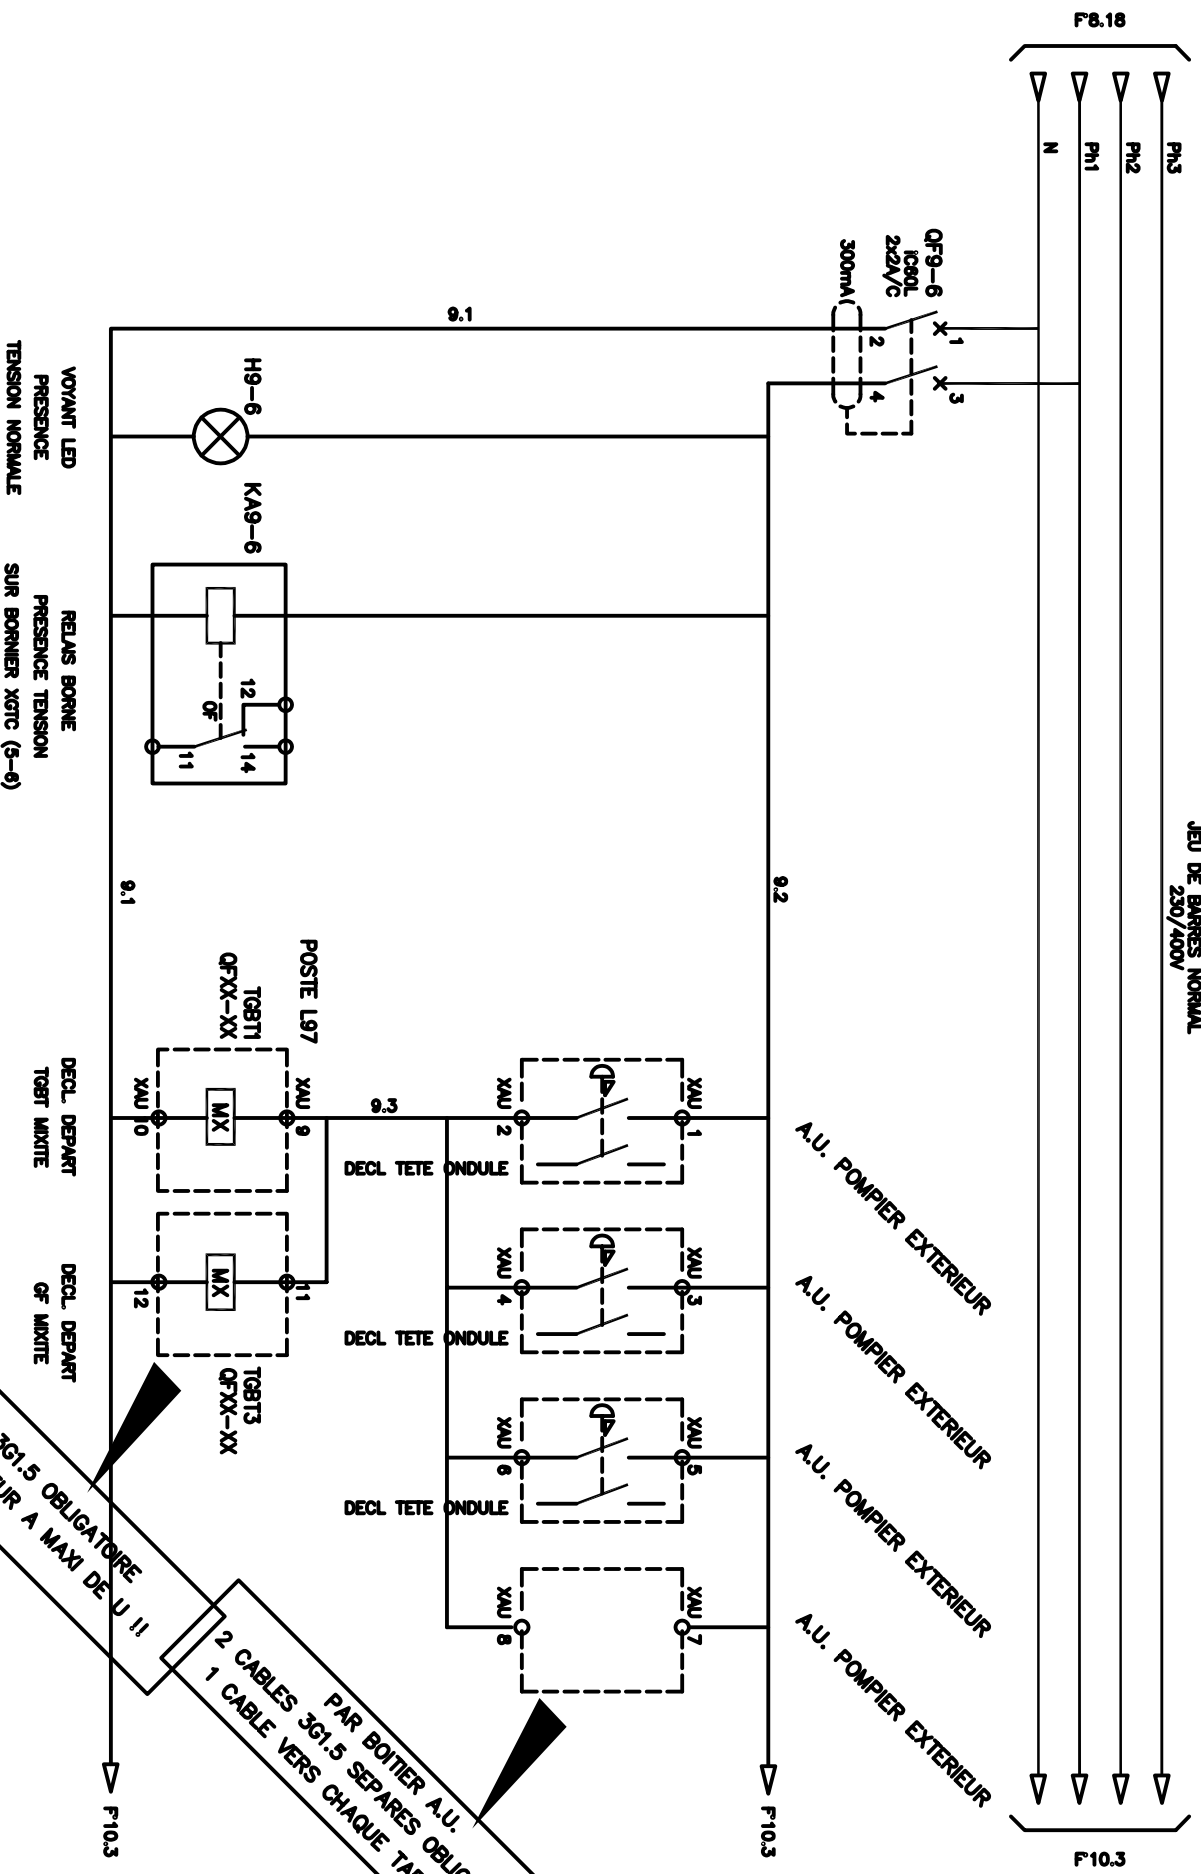 F°8.18
JEU DE BARRES NORMAL
230/400V
Ph3
Ph2
Ph1
N
F°10.3
QF9-6
iC60L
2x2A/C
300mA
1
3
2
4
9.1
9.2
A.U. POMPIER EXTERIEUR
A.U. POMPIER EXTERIEUR
A.U. POMPIER EXTERIEUR
A.U. POMPIER EXTERIEUR
XAU 1
XAU 3
XAU 5
XAU 7
XAU 2
XAU 4
XAU 6
XAU 8
DECL TETE ONDULE
DECL TETE ONDULE
DECL TETE ONDULE
9.3
H9-6
KA9-6
12
14
OF
11
POSTE L97
TGBT1
QFXX-XX
XAU 9
MX
XAU 10
11
MX
12
TGBT3
QFXX-XX
9.1
F°10.3
F°10.3
VOYANT LED
PRESENCE
TENSION NORMALE
RELAIS BORNE
PRESENCE TENSION
SUR BORNIER XGTC (5-6)
DECL. DEPART
TGBT MIXITE
DECL. DEPART
GF MIXITE
3G1.5 OBLIGATOIRE
A MAXI DE U !!
PAR BOITIER A.U.
2 CABLES 3G1.5 SEPARES
1 CABLE VERS CHAQUE